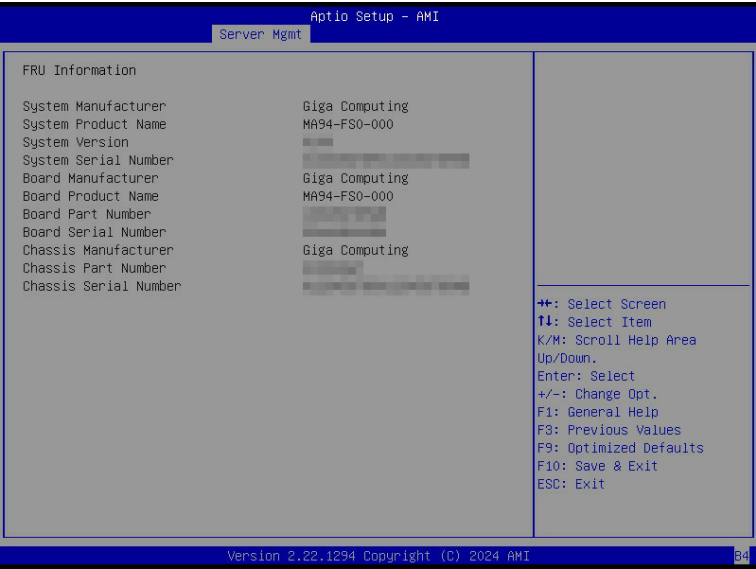 Aptio Setup – AMI
Server Mgmt
FRU Information
System Manufacturer Giga Computing
System Product Name MA94-FS0-000
System Version
System Serial Number
Board Manufacturer Giga Computing
Board Product Name MA94-FS0-000
Board Part Number
Board Serial Number
Chassis Manufacturer Giga Computing
Chassis Part Number
Chassis Serial Number
→←: Select Screen
↑↓: Select Item
K/M: Scroll Help Area
Up/Down.
Enter: Select
+/-: Change Opt.
F1: General Help
F3: Previous Values
F9: Optimized Defaults
F10: Save & Exit
ESC: Exit
Version 2.22.1294 Copyright (C) 2024 AMI
B4